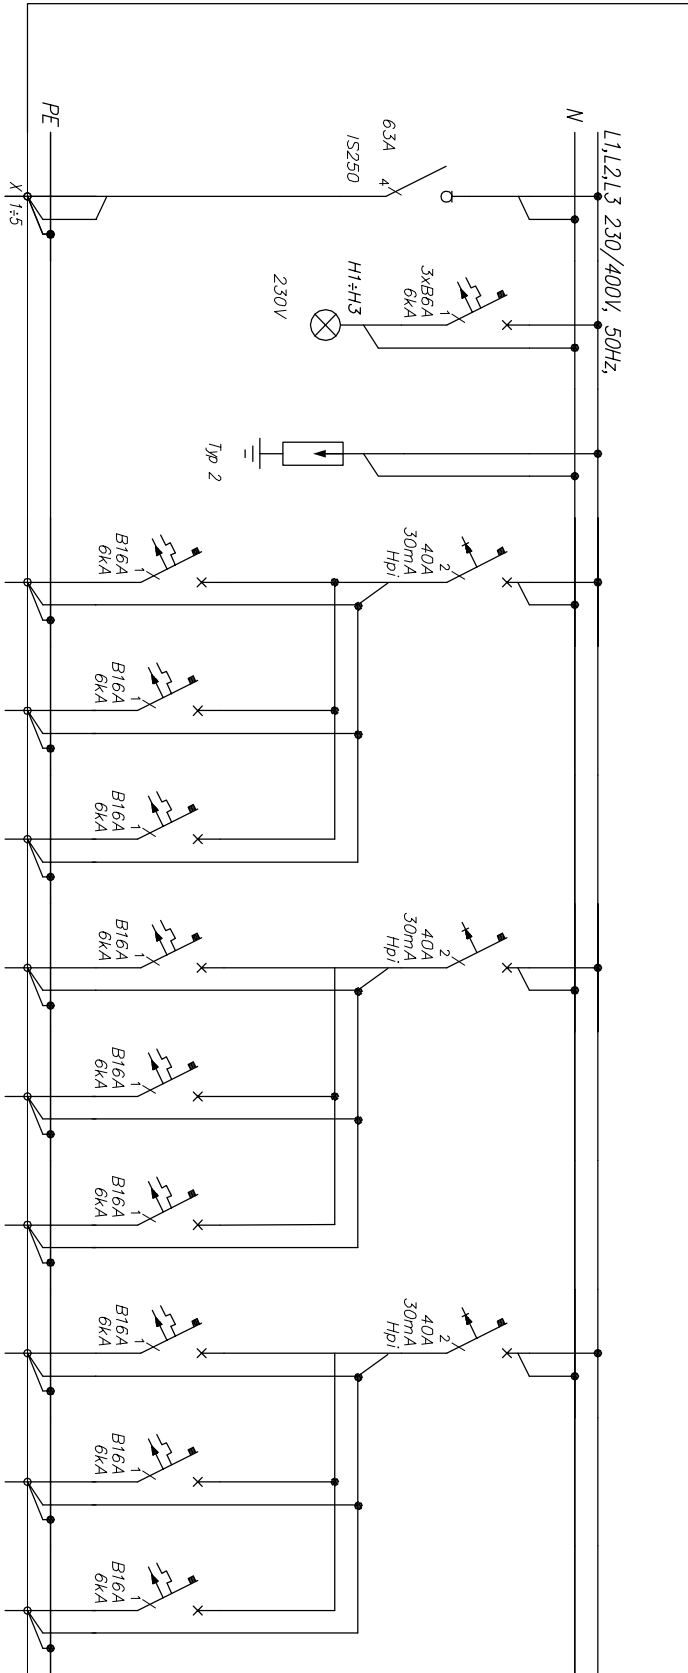 L1,L2,L3 230/400V, 50Hz,
N
PE
63A
IS250
4
X 1÷5
3xB6A
6kA
1
H1÷H3
230V
Typ 2
40A
30mA
Hpi
2
B16A
6kA
1
B16A
6kA
1
B16A
6kA
1
40A
30mA
Hpi
2
B16A
6kA
1
B16A
6kA
1
B16A
6kA
1
40A
30mA
Hpi
2
B16A
6kA
1
B16A
6kA
1
B16A
6kA
1